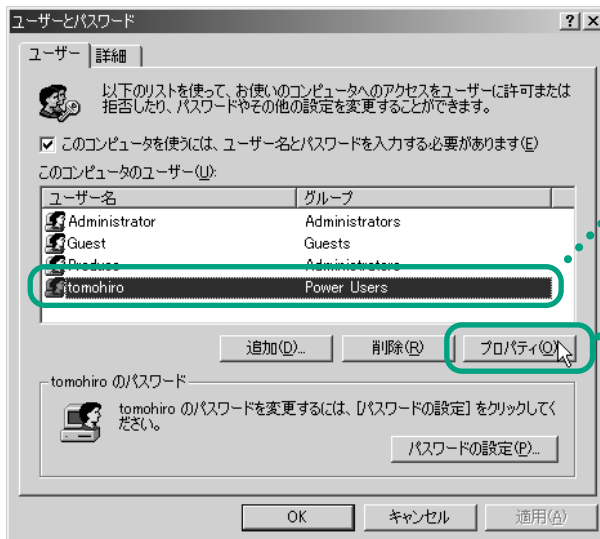 ユーザーとパスワード
ユーザー 詳細
以下のリストを使って、お使いのコンピュータへのアクセスをユーザーに許可または
拒否したり、パスワードやその他の設定を変更することができます。
このコンピュータを使うには、ユーザー名とパスワードを入力する必要があります(E)
このコンピュータのユーザー(U):
ユーザー名 グループ
Administrator Administrators
Guest Guests
Produce Administrators
tomohiro Power Users
追加(D)... 削除(R) プロパティ(O)
tomohiro のパスワード
tomohiro のパスワードを変更するには、[パスワードの設定] をクリックしてく
ださい。
パスワードの設定(P)...
OK キャンセル 適用(A)